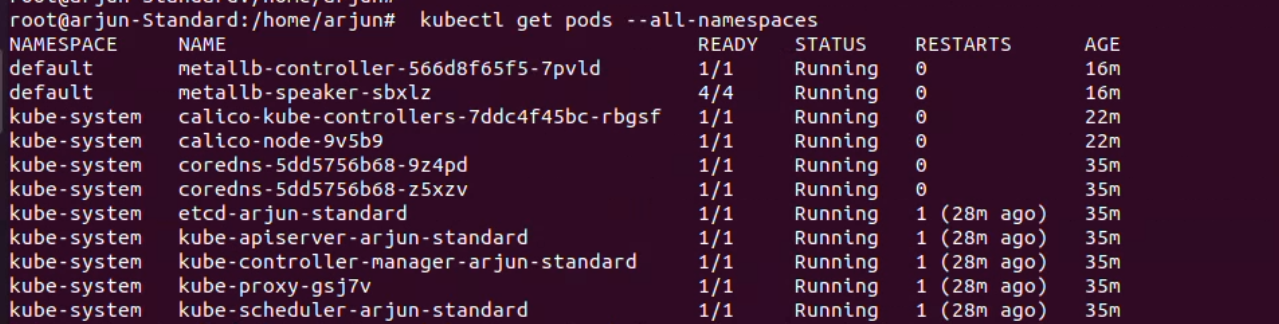 root@arjun-Standard:/home/arjun#
root@arjun-Standard:/home/arjun#  kubectl get pods --all-namespaces
NAMESPACE     NAME                                       READY   STATUS    RESTARTS      AGE
default       metallb-controller-566d8f65f5-7pvld        1/1     Running   0             16m
default       metallb-speaker-sbxlz                      4/4     Running   0             16m
kube-system   calico-kube-controllers-7ddc4f45bc-rbgsf   1/1     Running   0             22m
kube-system   calico-node-9v5b9                          1/1     Running   0             22m
kube-system   coredns-5dd5756b68-9z4pd                   1/1     Running   0             35m
kube-system   coredns-5dd5756b68-z5xzv                   1/1     Running   0             35m
kube-system   etcd-arjun-standard                        1/1     Running   1 (28m ago)   35m
kube-system   kube-apiserver-arjun-standard              1/1     Running   1 (28m ago)   35m
kube-system   kube-controller-manager-arjun-standard     1/1     Running   1 (28m ago)   35m
kube-system   kube-proxy-gsj7v                           1/1     Running   1 (28m ago)   35m
kube-system   kube-scheduler-arjun-standard              1/1     Running   1 (28m ago)   35m